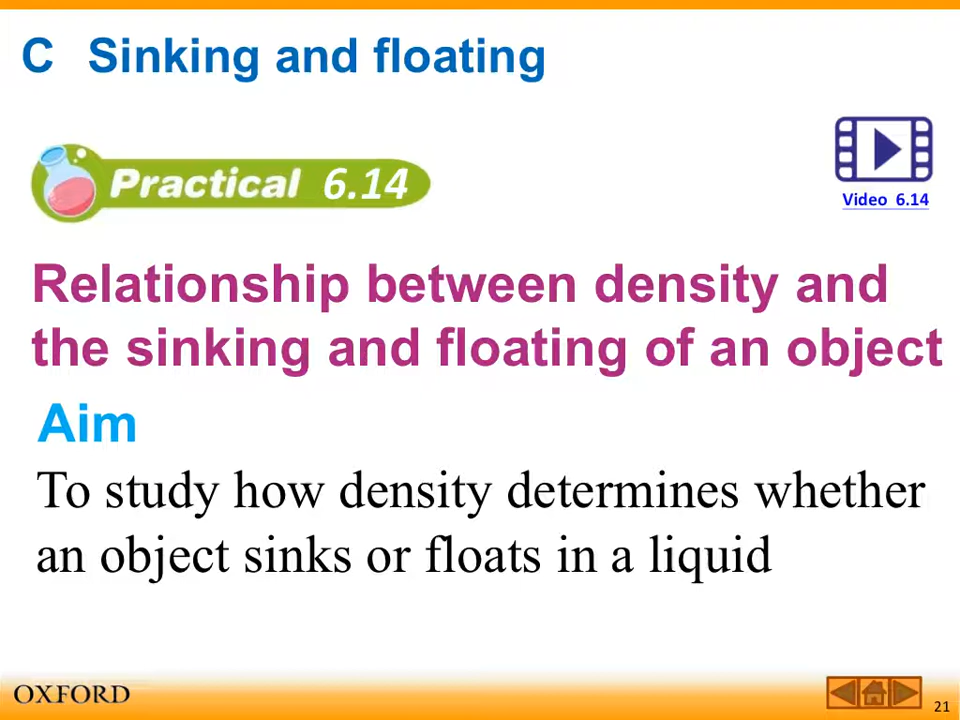 C Sinking and floating
Practical 6.14
Video 6.14
Relationship between density and
the sinking and floating of an object
Aim
To study how density determines whether
an object sinks or floats in a liquid
OXFORD
21